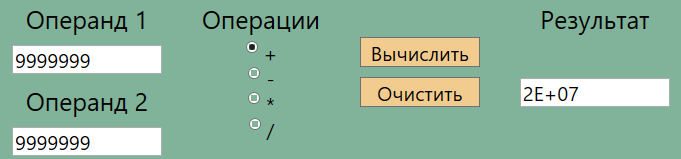 Операнд 1
9999999
Операнд 2
9999999
Операции
+
-
*
/
Вычислить
Очистить
Результат
2E+07